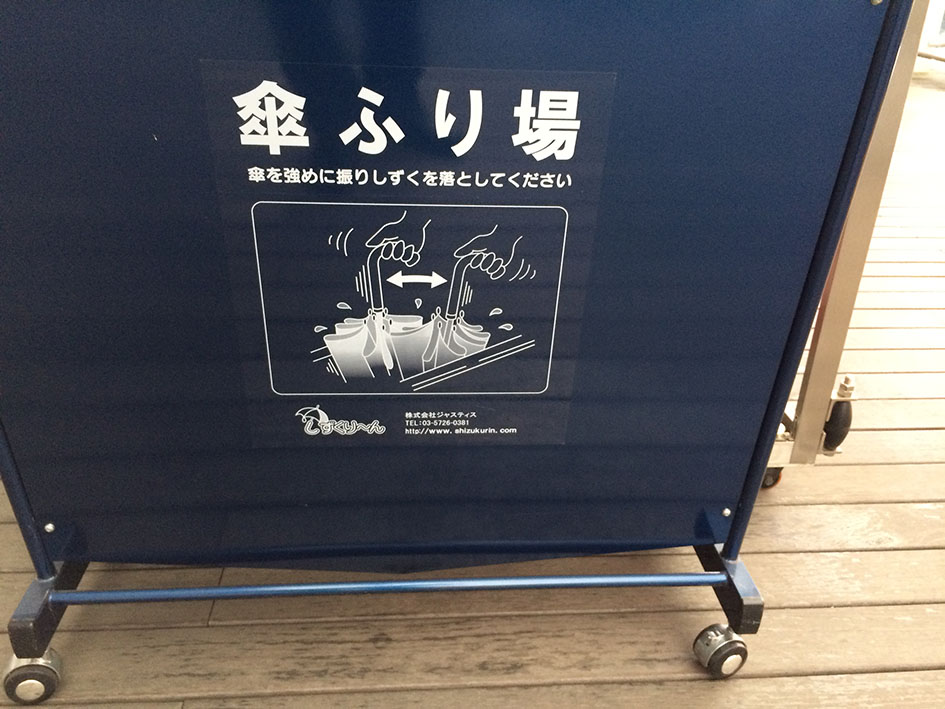 傘ふり場
傘を強めに振りしずくを落としてください
しずくり〜ん
株式会社ジャスティス
TEL:03-5726-0381
http://www.shizukurin.com